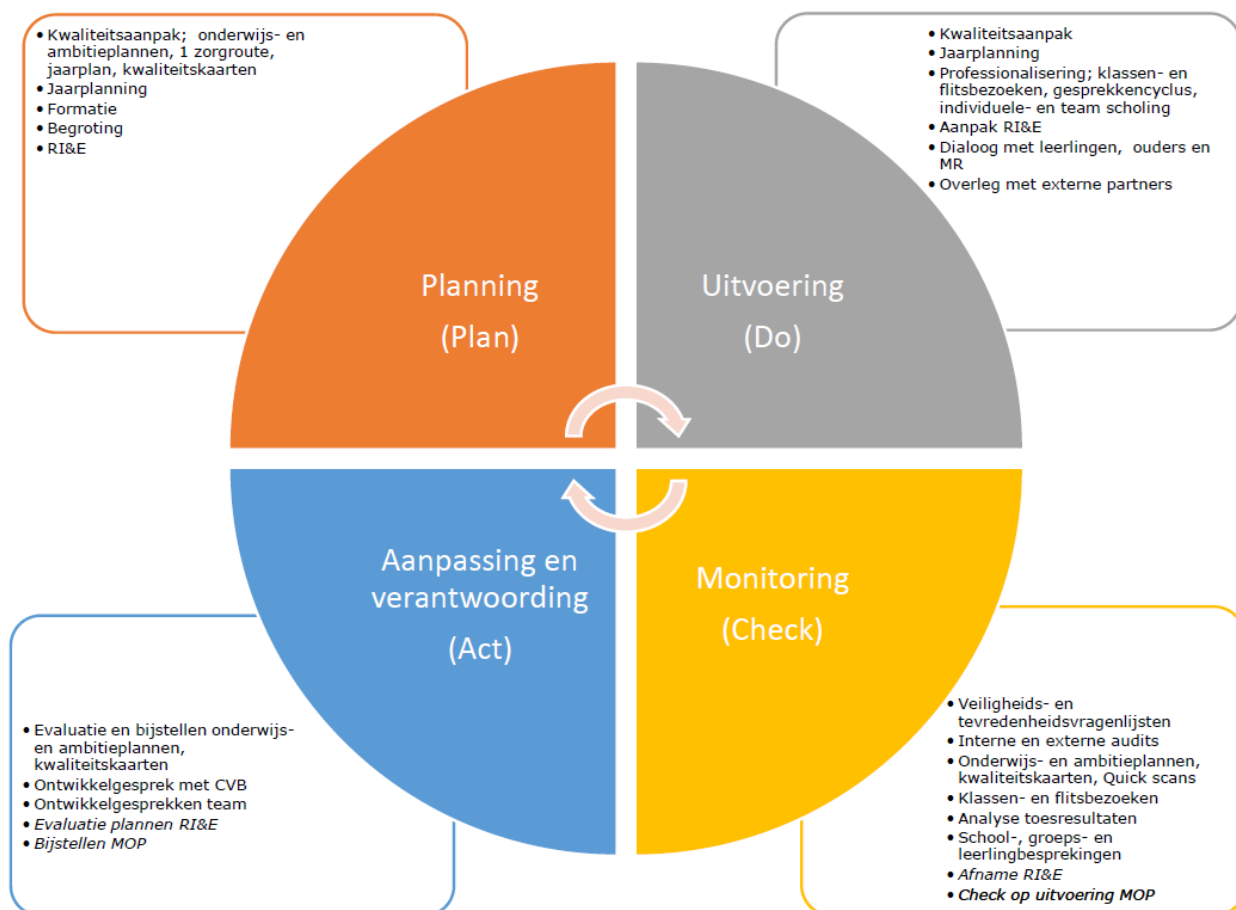 • Kwaliteitsaanpak; onderwijs- en
ambitieplannen, 1 zorgroute,
jaarplan, kwaliteitskaarten
• Jaarplanning
• Formatie
• Begroting
• RI&E
• Kwaliteitsaanpak
• Jaarplanning
• Professionalisering; klassen- en
flitsbezoeken, gesprekkencyclus,
individuele- en team scholing
• Aanpak RI&E
• Dialoog met leerlingen, ouders en
MR
• Overleg met externe partners
Planning
(Plan)
Uitvoering
(Do)
Aanpassing en
verantwoording
(Act)
Monitoring
(Check)
• Evaluatie en bijstellen onderwijs-
en ambitieplannen,
kwaliteitskaarten
• Ontwikkelgesprek met CVB
• Ontwikkelgesprekken team
• Evaluatie plannen RI&E
• Bijstellen MOP
• Veiligheids- en
tevredenheidsvragenlijsten
• Interne en externe audits
• Onderwijs- en ambitieplannen,
kwaliteitskaarten, Quick scans
• Klassen- en flitsbezoeken
• Analyse toesresultaten
• School-, groeps- en
leerlingbesprekingen
• Afname RI&E
• Check op uitvoering MOP